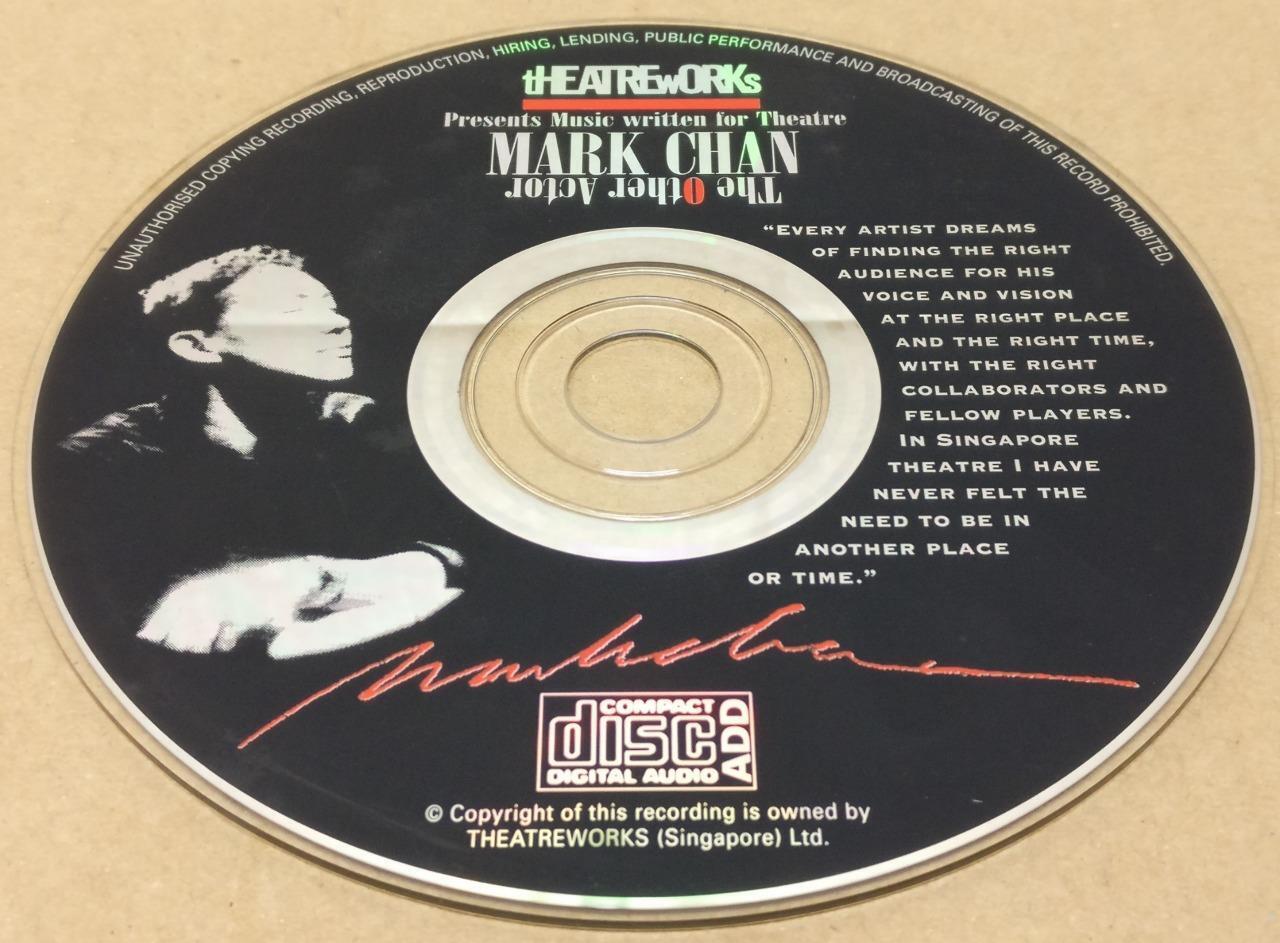 UNAUTHORISED COPYING RECORDING, REPRODUCTION, HIRING, LENDING, PUBLIC PERFORMANCE AND BROADCASTING OF THIS RECORD PROHIBITED.
tHEATREwORKs
Presents Music written for Theatre
MARK CHAN
The Other Actor
“EVERY ARTIST DREAMS
OF FINDING THE RIGHT
AUDIENCE FOR HIS
VOICE AND VISION
AT THE RIGHT PLACE
AND THE RIGHT TIME,
WITH THE RIGHT
COLLABORATORS AND
FELLOW PLAYERS.
IN SINGAPORE
THEATRE I HAVE
NEVER FELT THE
NEED TO BE IN
ANOTHER PLACE
OR TIME.”
Mark Chan
COMPACT
disc
DIGITAL AUDIO
ADD
© Copyright of this recording is owned by
THEATREWORKS (Singapore) Ltd.